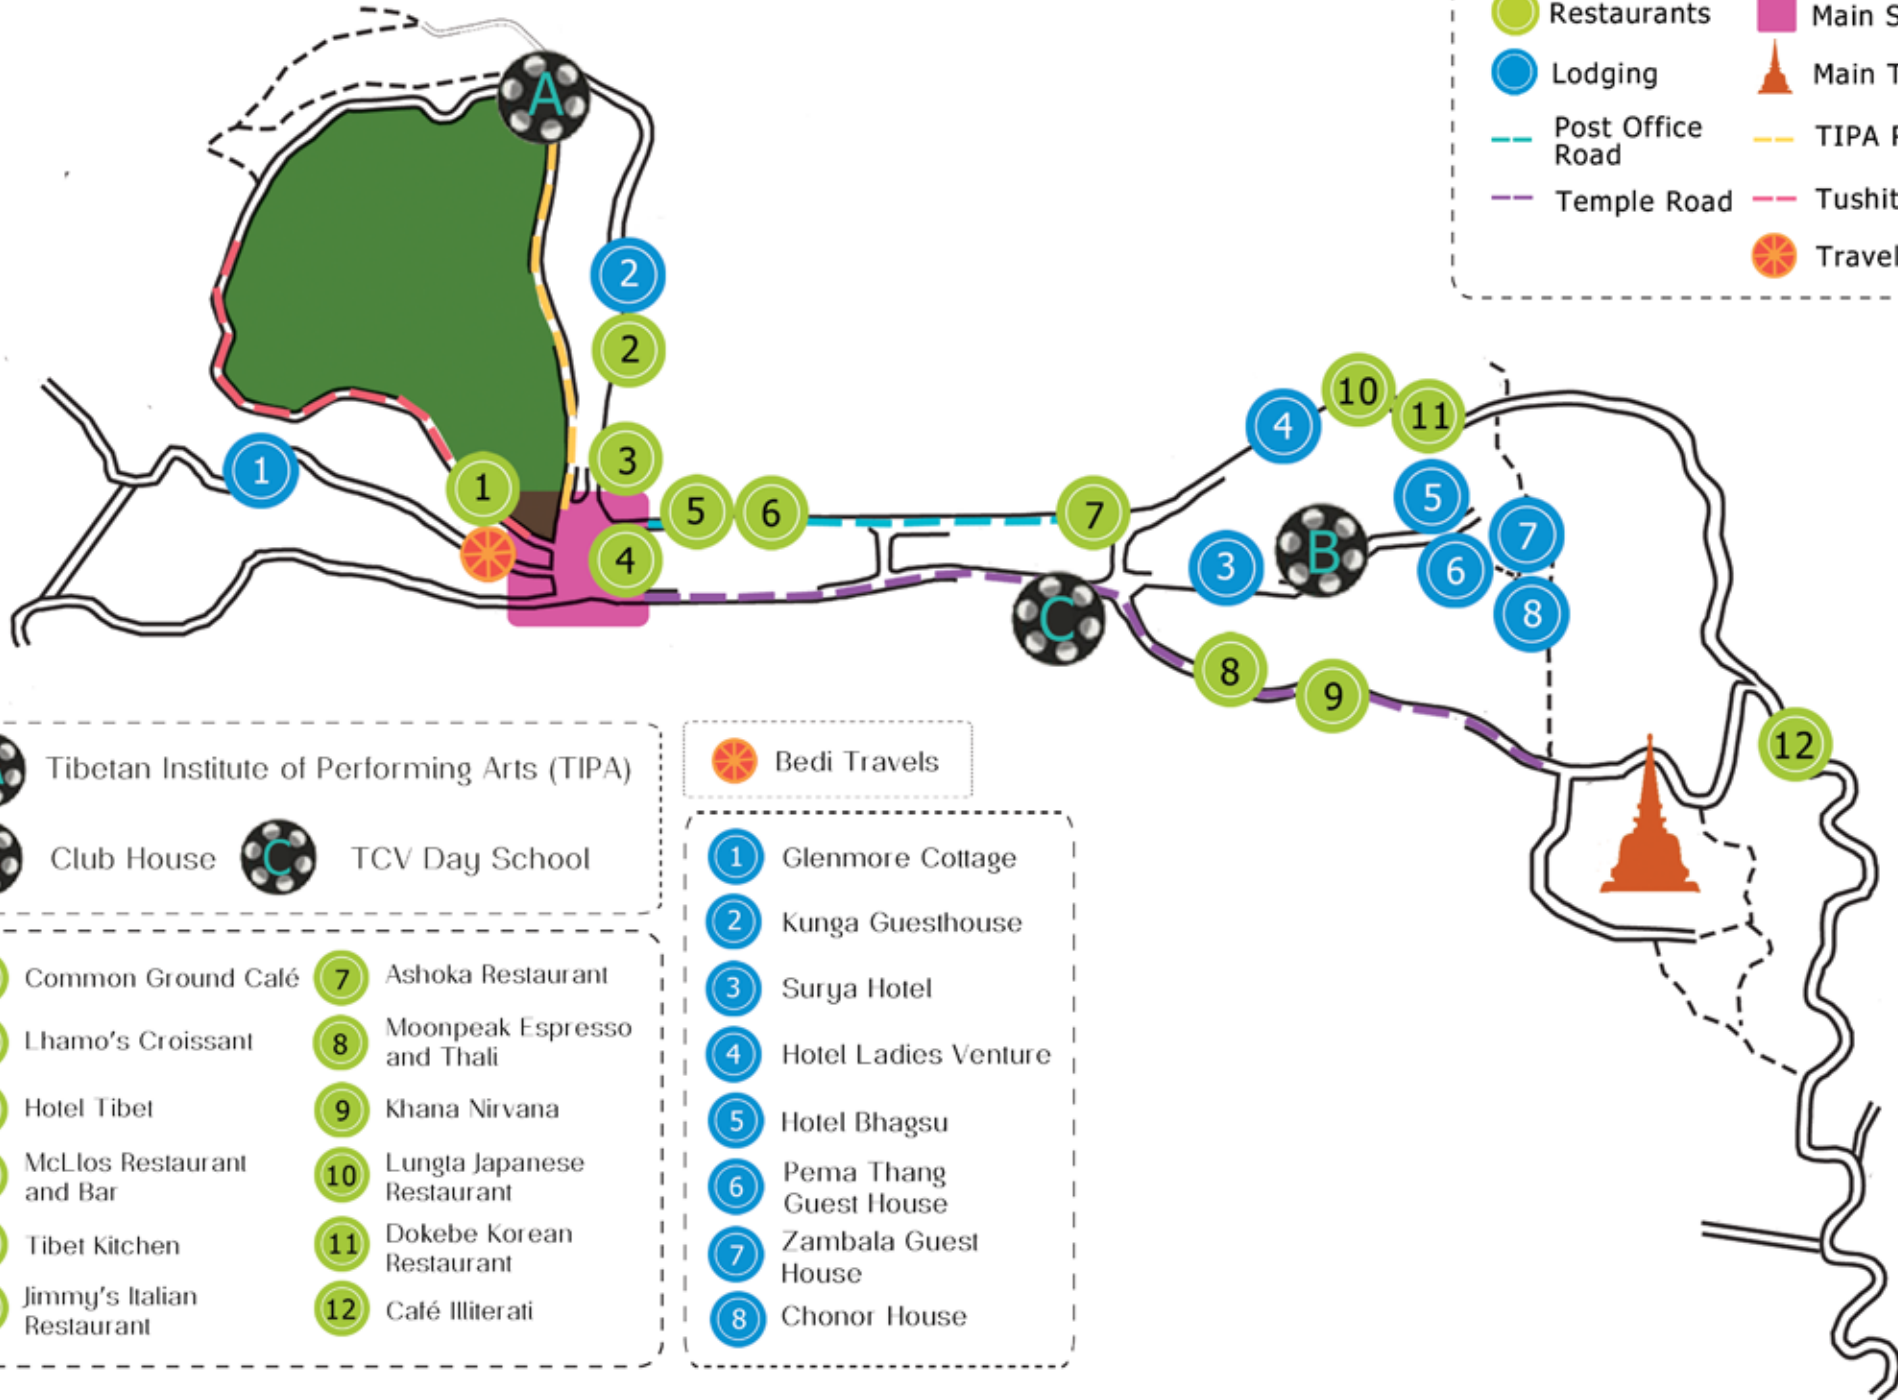 Restaurants
Main S
Lodging
Main T
Post Office
Road
TIPA
Temple Road
Tushit
Travel
A
2
2
10
11
4
1
3
1
5
5
6
7
7
B
3
6
4
8
C
8
9
12
Tibetan Institute of Performing Arts (TIPA)
Club House
C
TCV Day School
Common Ground Café
Lhamo's Croissant
Hotel Tibet
McLlos Restaurant
and Bar
Tibet Kitchen
Jimmy's Italian
Restaurant
7
Ashoka Restaurant
8
Moonpeak Espresso
and Thali
9
Khana Nirvana
10
Lungta Japanese
Restaurant
11
Dokebe Korean
Restaurant
12
Café Illiterati
Bedi Travels
1
Glenmore Cottage
2
Kunga Guesthouse
3
Surya Hotel
4
Hotel Ladies Venture
5
Hotel Bhagsu
6
Pema Thang
Guest House
7
Zambala Guest
House
8
Chonor House